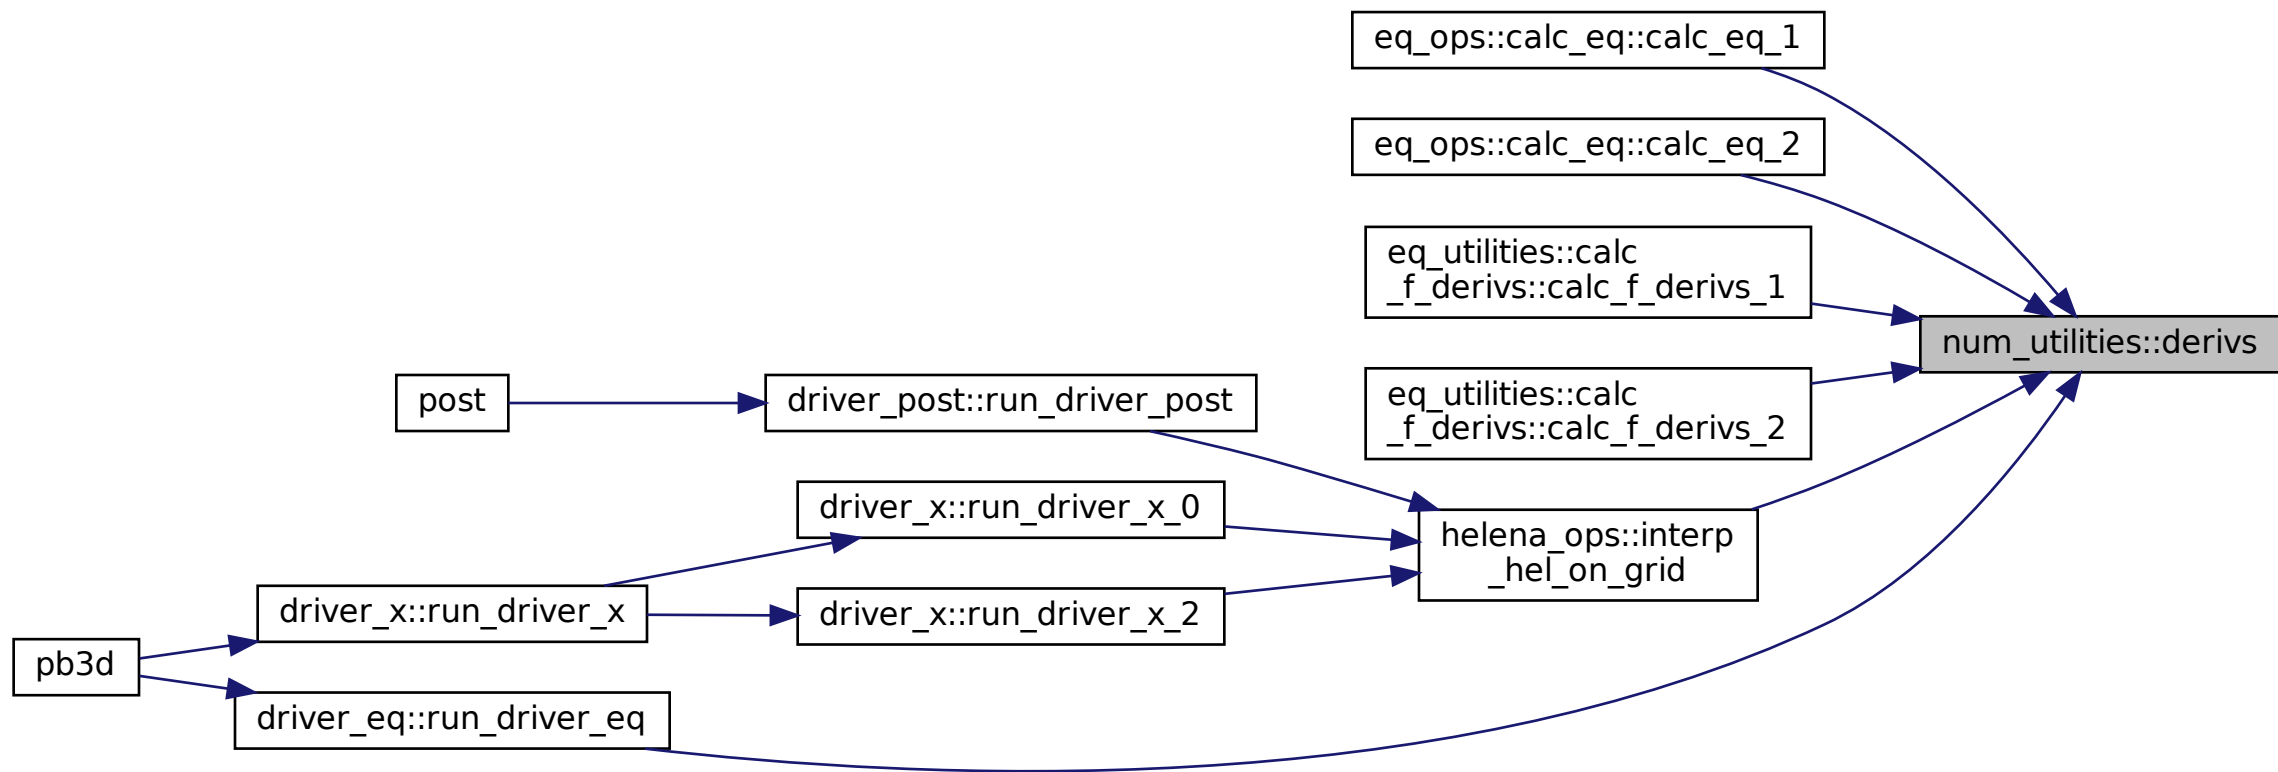 eq_ops::calc_eq::calc_eq_1
eq_ops::calc_eq::calc_eq_2
eq_utilities::calc
_f_derivs::calc_f_derivs_1
num_utilities::derivs
eq_utilities::calc
_f_derivs::calc_f_derivs_2
post
driver_post::run_driver_post
driver_x::run_driver_x_0
helena_ops::interp
_hel_on_grid
driver_x::run_driver_x
driver_x::run_driver_x_2
pb3d
driver_eq::run_driver_eq